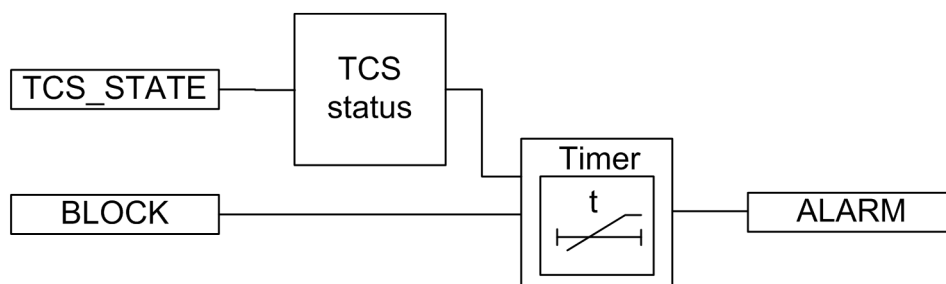 TCS_STATE
TCS
status
BLOCK
Timer
t
ALARM